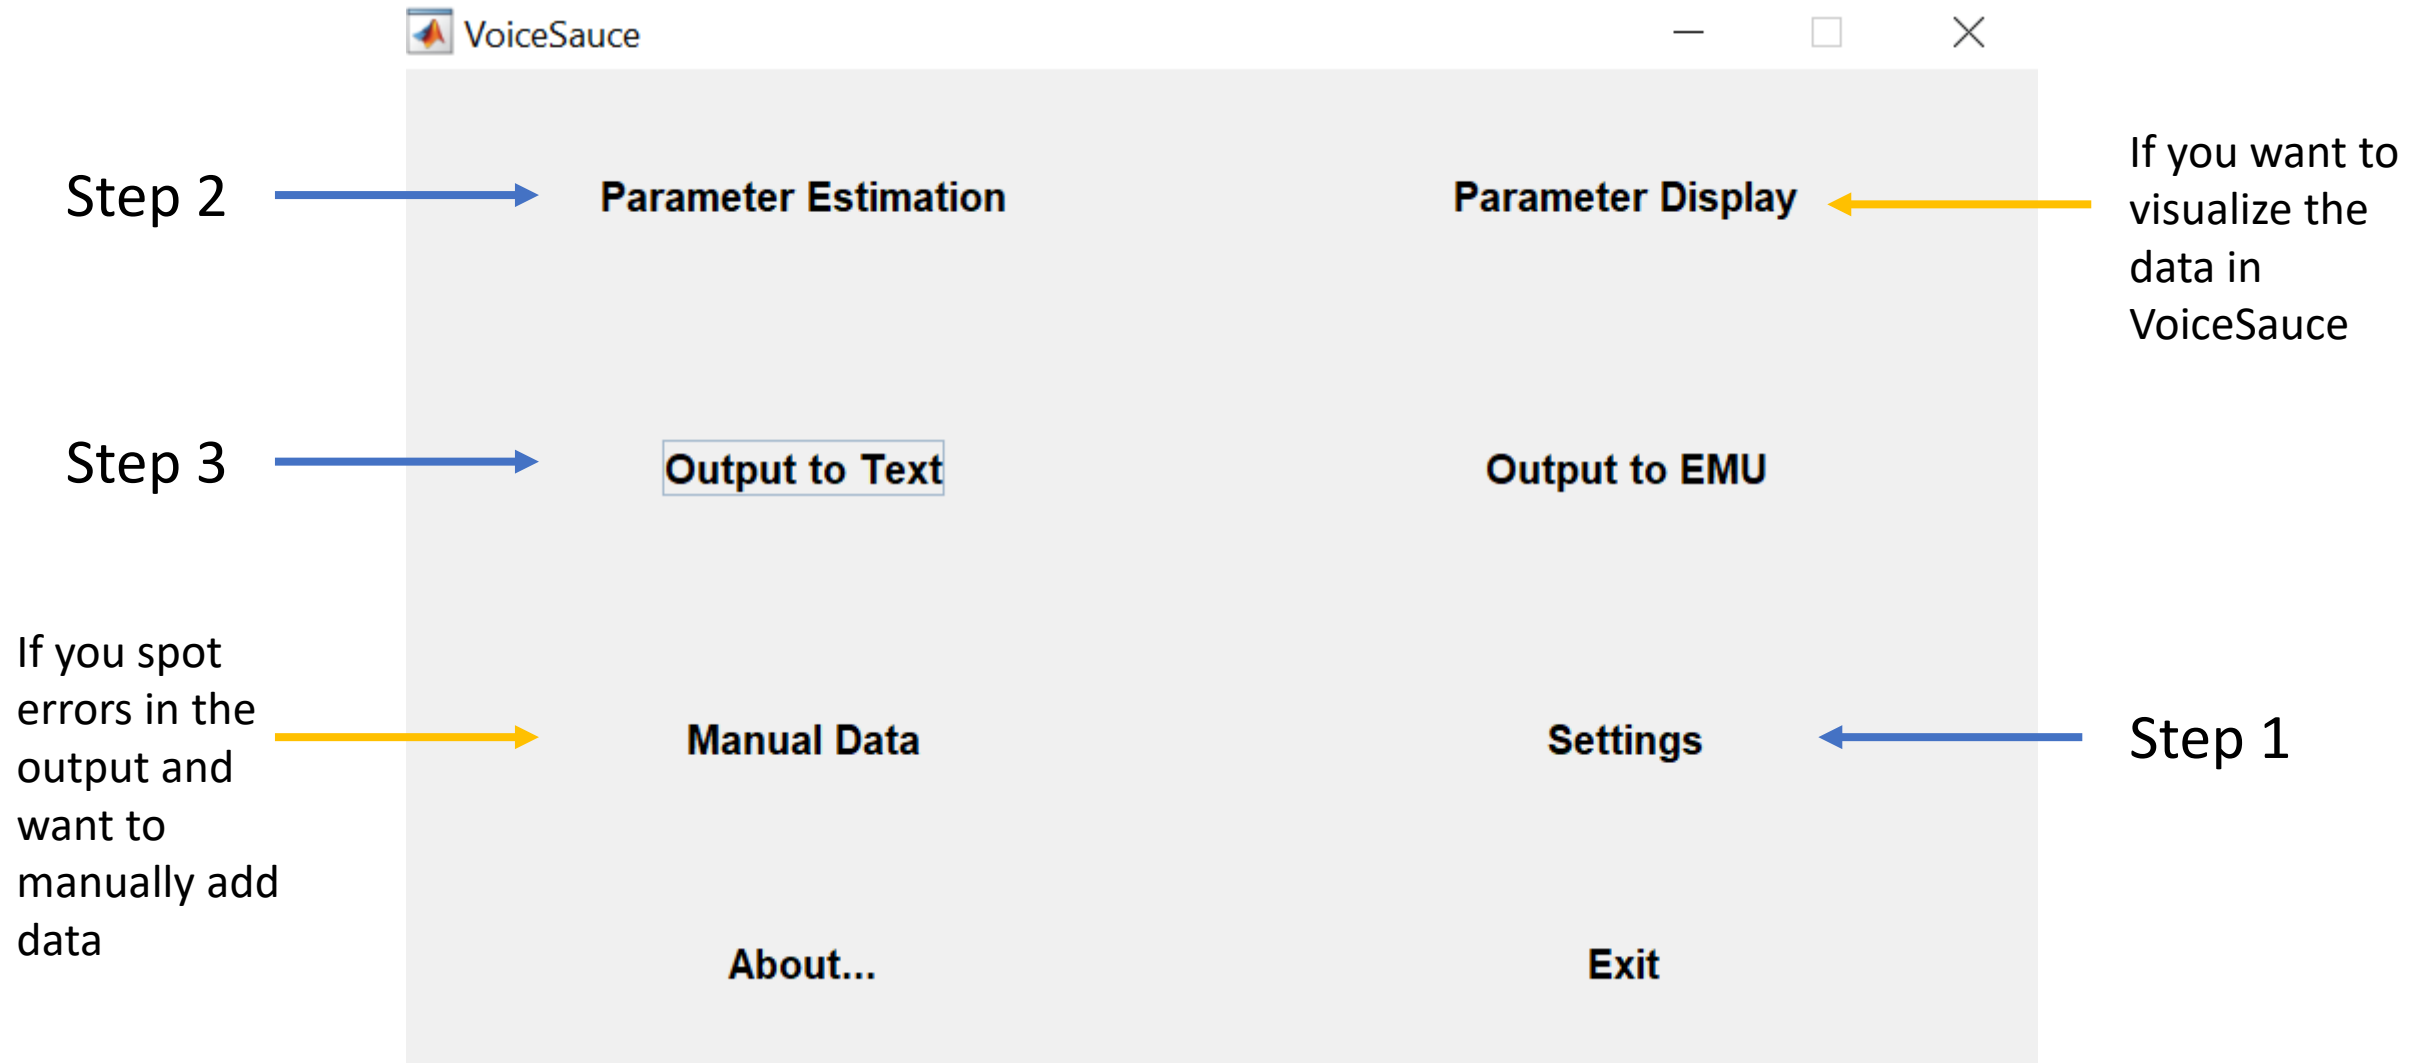 VoiceSauce
Step 2
Parameter Estimation
Parameter Display
If you want to
visualize the
data in
VoiceSauce
Step 3
Output to Text
Output to EMU
If you spot
errors in the
output and
want to
manually add
data
Manual Data
Settings
Step 1
About...
Exit